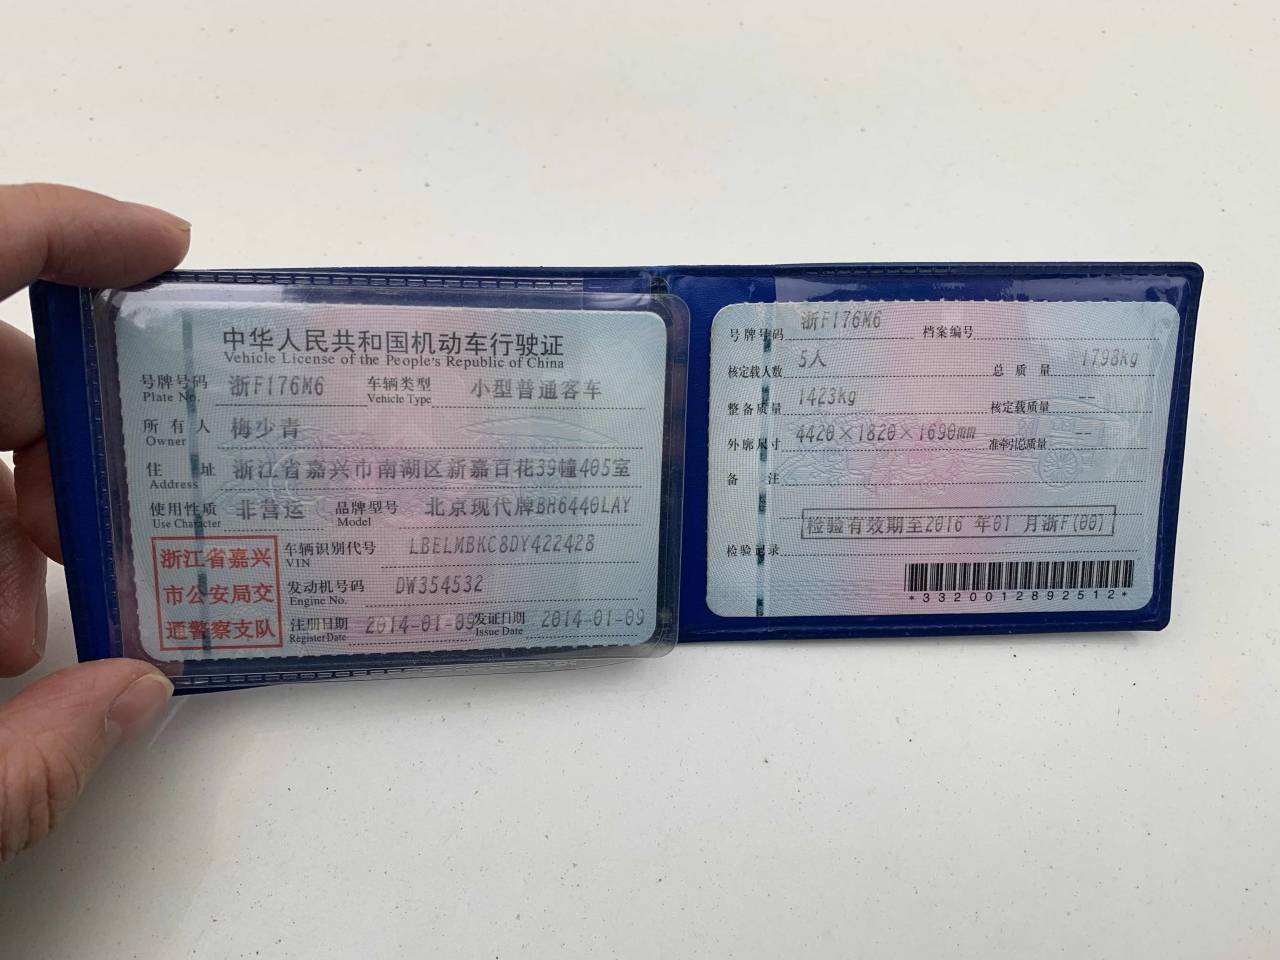 中华人民共和国机动车行驶证
Vehicle License of the People's Republic of China
号牌号码 浙F176M6 车辆类型 小型普通客车
Plate No. Vehicle Type
所有人 梅少青
Owner
住址 浙江省嘉兴市南湖区新嘉百花39幢405室
Address
使用性质 非营运 品牌型号 北京现代牌BH6440LAY
Use Character Model
浙江省嘉兴
市公安局交
通警察支队
车辆识别代号 LBELMBKC8DY422428
VIN
发动机号码 DW354532
Engine No.
注册日期 2014-01-09 发证日期 2014-01-09
Register Date Issue Date
号牌号码 浙F176M6 档案编号
核定载人数 5人 总质量 1798Kg
整备质量 1423Kg 核定载质量 --
外廓尺寸 4420×1820×1690mm 准牵引总质量 --
备注
检验有效期至2016 年01 月浙F(00)
检验记录
*3320012892512*